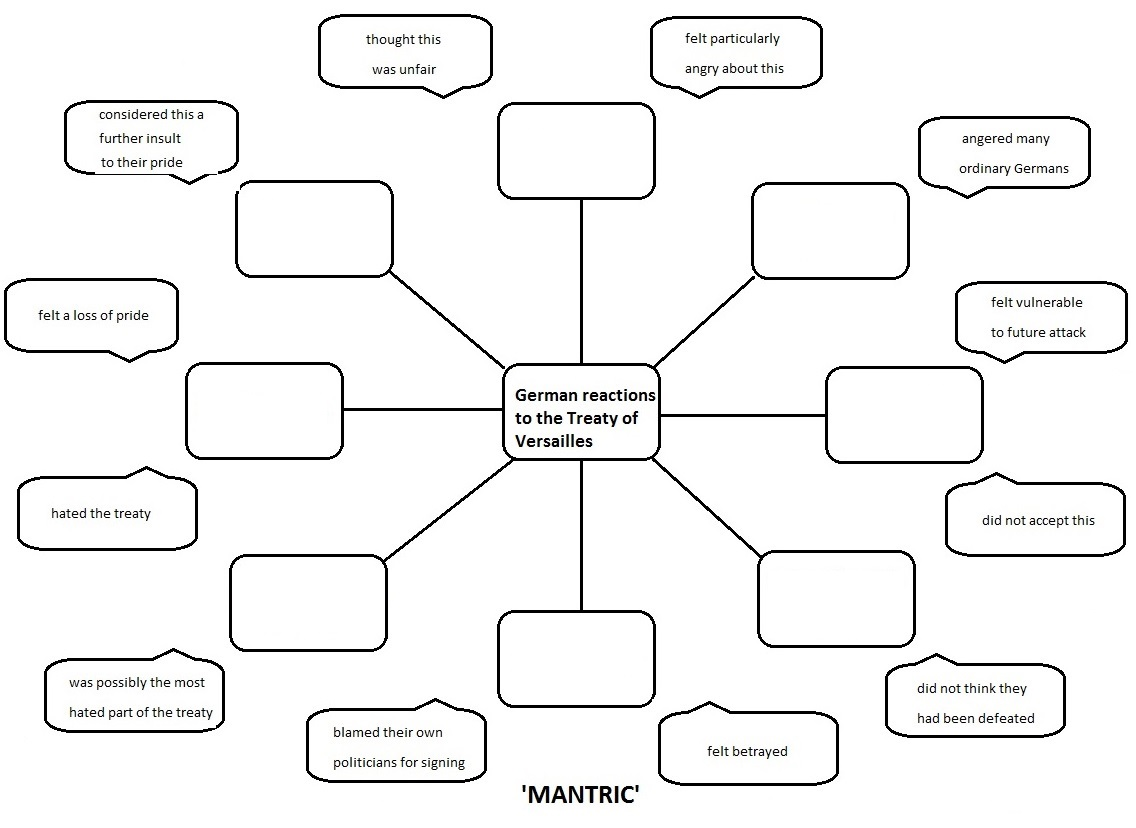 thought this
was unfair
felt particularly
angry about this
considered this a
further insult
to their pride
angered many
ordinary Germans
felt a loss of pride
felt vulnerable
to future attack
German reactions
to the Treaty of
Versailles
hated the treaty
did not accept this
was possibly the most
hated part of the treaty
did not think they
had been defeated
blamed their own
politicians for signing
felt betrayed
'MANTRIC'